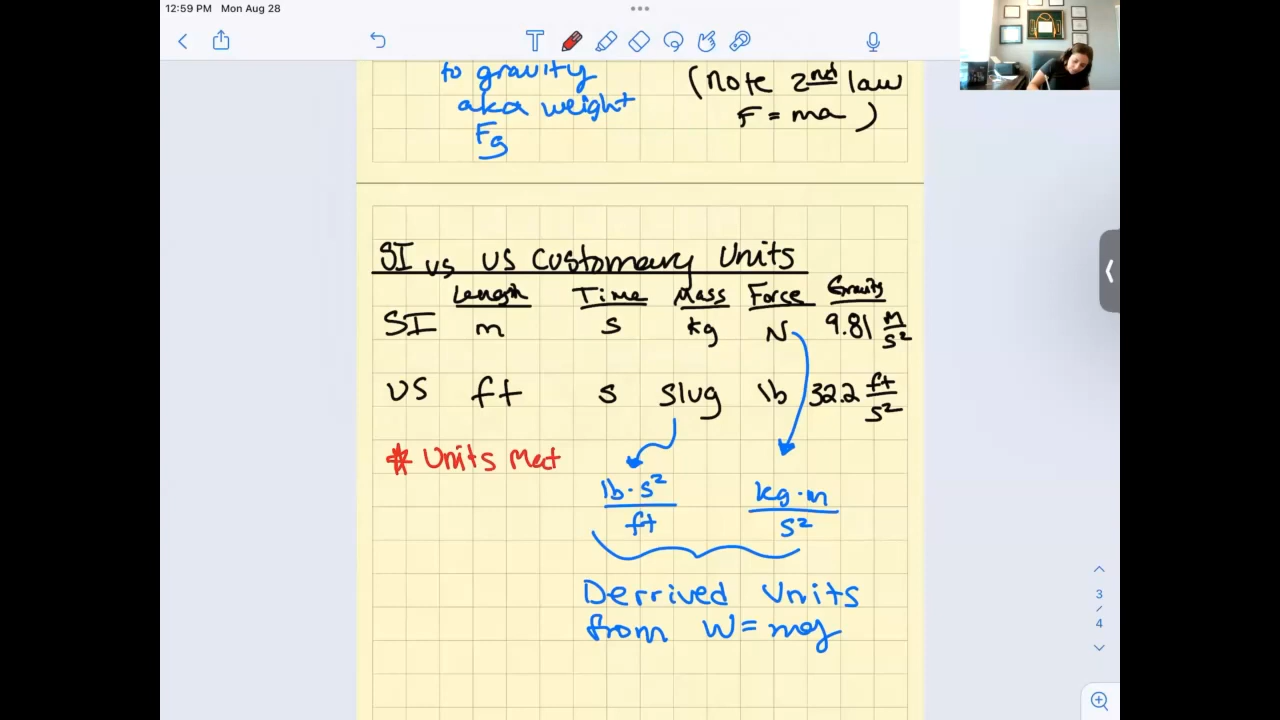 12:59 PM Mon Aug 28
to gravity
aka weight
Fg
(note 2nd law
F = ma)
SI vs US Customary Units
Length Time Mass Force Gravity
SI m s kg N 9.81 m/s²
US ft s slug lb 32.2 ft/s²
* Units Mat
lb·s²/ft kg·m/s²
Derrived Units
from W = mg
3
/
4